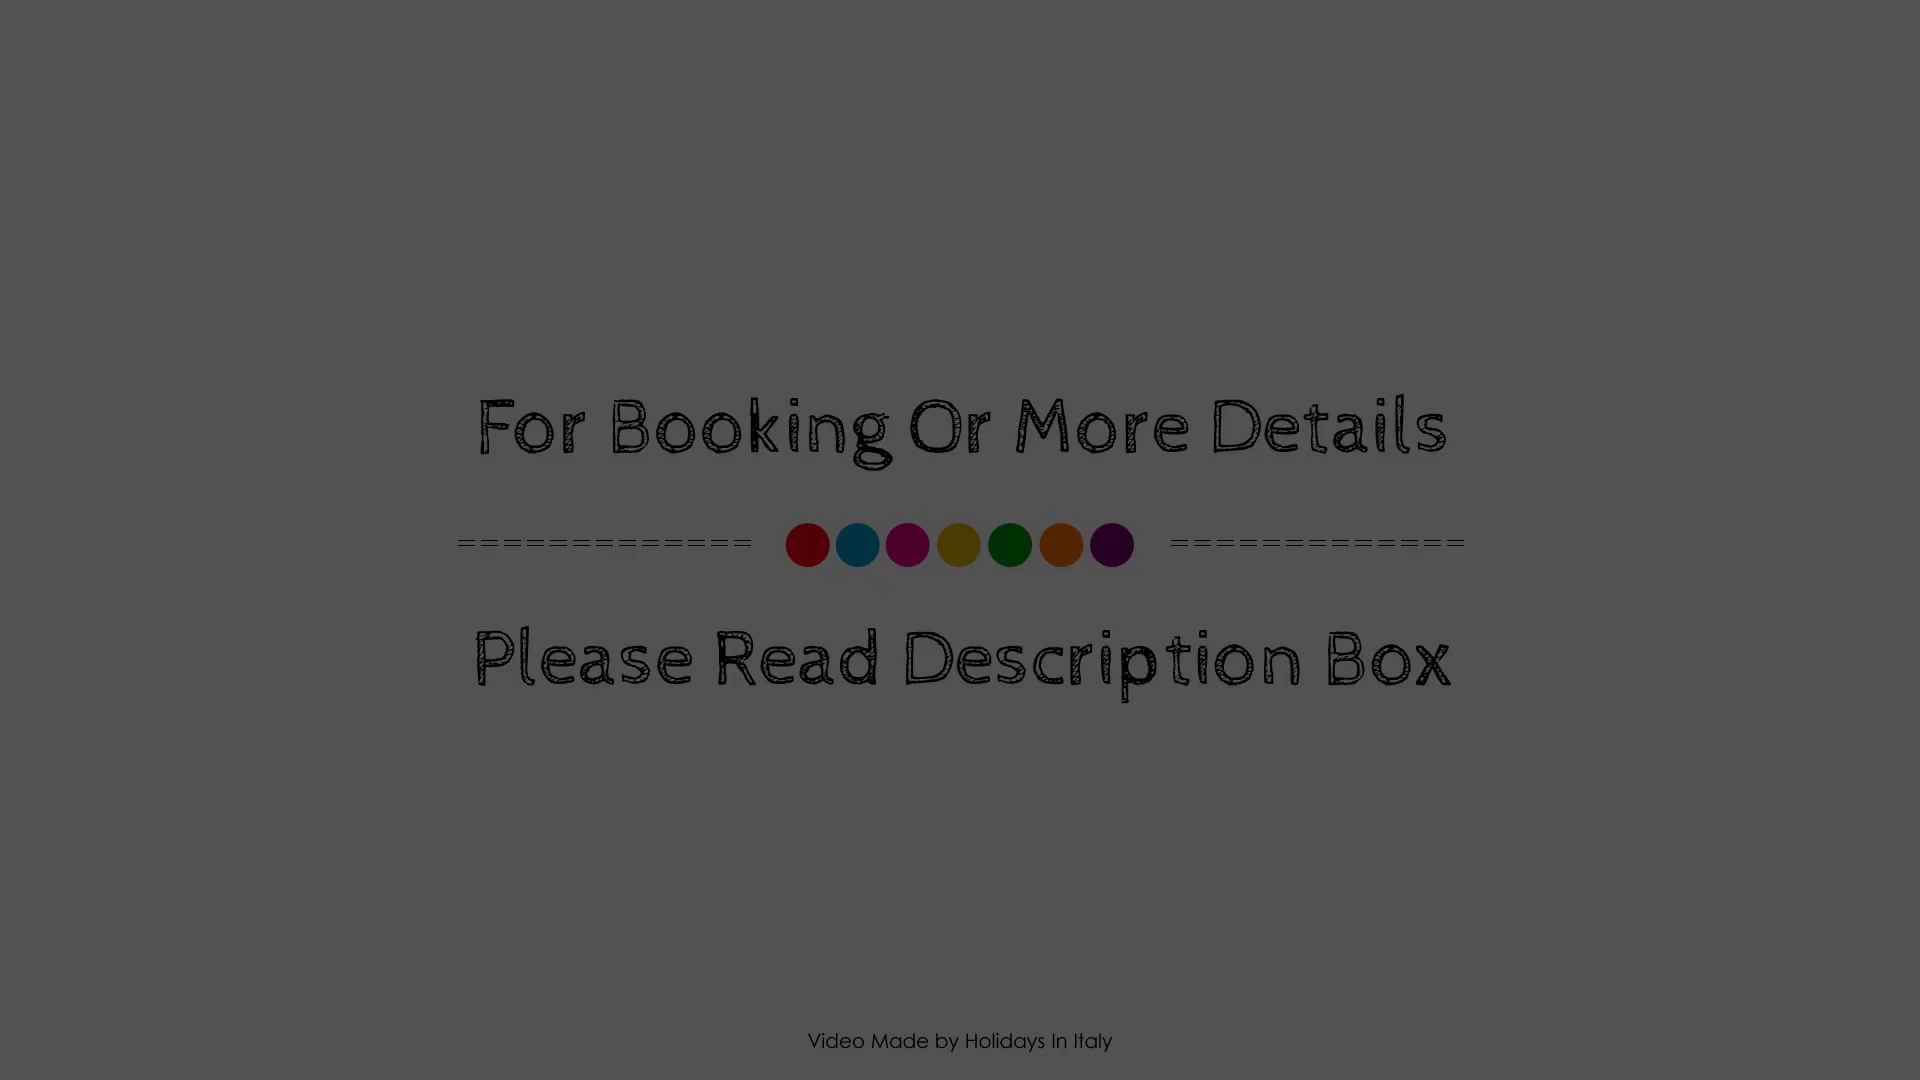 For Booking Or More Details
============= =============
Please Read Description Box
Video Made by Holidays In Italy